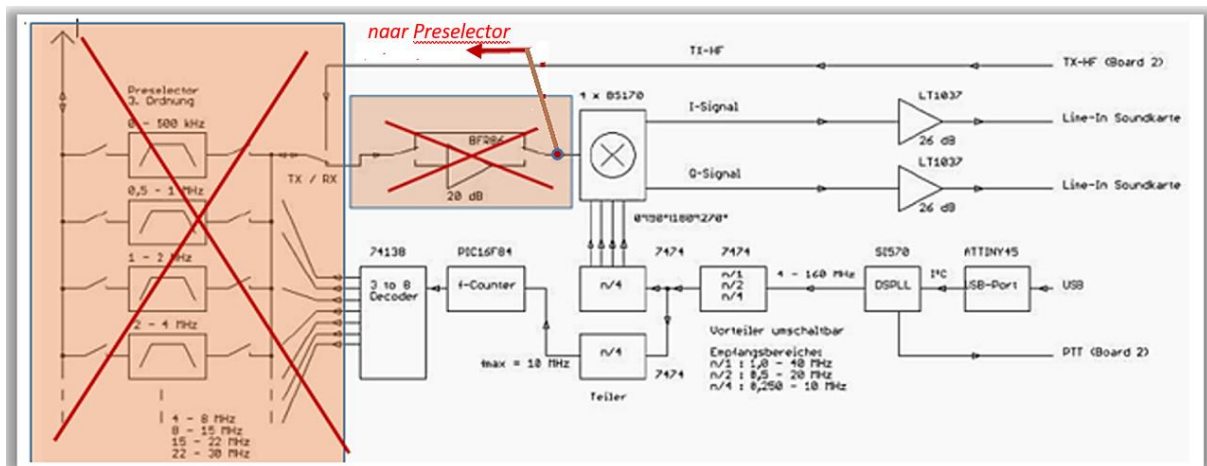 naar Preselector
TX-HF
TX-HF (Board 2)
Preselector
3. Ordnung
0 - 500 kHz
4 x BS170
I-Signal
LT1037
Line-In Soundkarte
26 dB
BFR86
TX / RX
20 dB
0,5 - 1 MHz
Q-Signal
LT1037
Line-In Soundkarte
26 dB
1 - 2 MHz
74138
PIC16F84
7474
7474
SI570
ATTINY45
3 to 8
Decoder
f-Counter
n/4
n/1
n/2
n/4
4 - 160 MHz
DSPLL
I²C
USB-Port
USB
2 - 4 MHz
fmax = 10 MHz
n/4
7474
Teiler
Vorteiler umschaltbar
Empfangsbereiche:
n/1 : 1,0 - 40 MHz
n/2 : 0,5 - 20 MHz
n/4 : 0,250 - 10 MHz
PTT (Board 2)
4 - 8 MHz
8 - 15 MHz
15 - 22 MHz
22 - 30 MHz